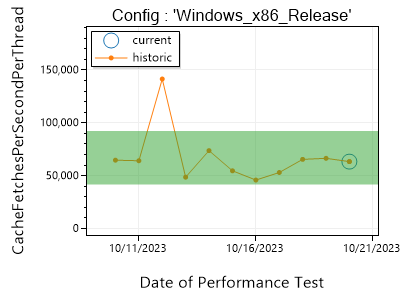 Config : 'Windows_x86_Release'
current
historic
CacheFetchesPerSecondPerThread
150,000
100,000
50,000
0
10/11/2023
10/16/2023
10/21/2023
Date of Performance Test